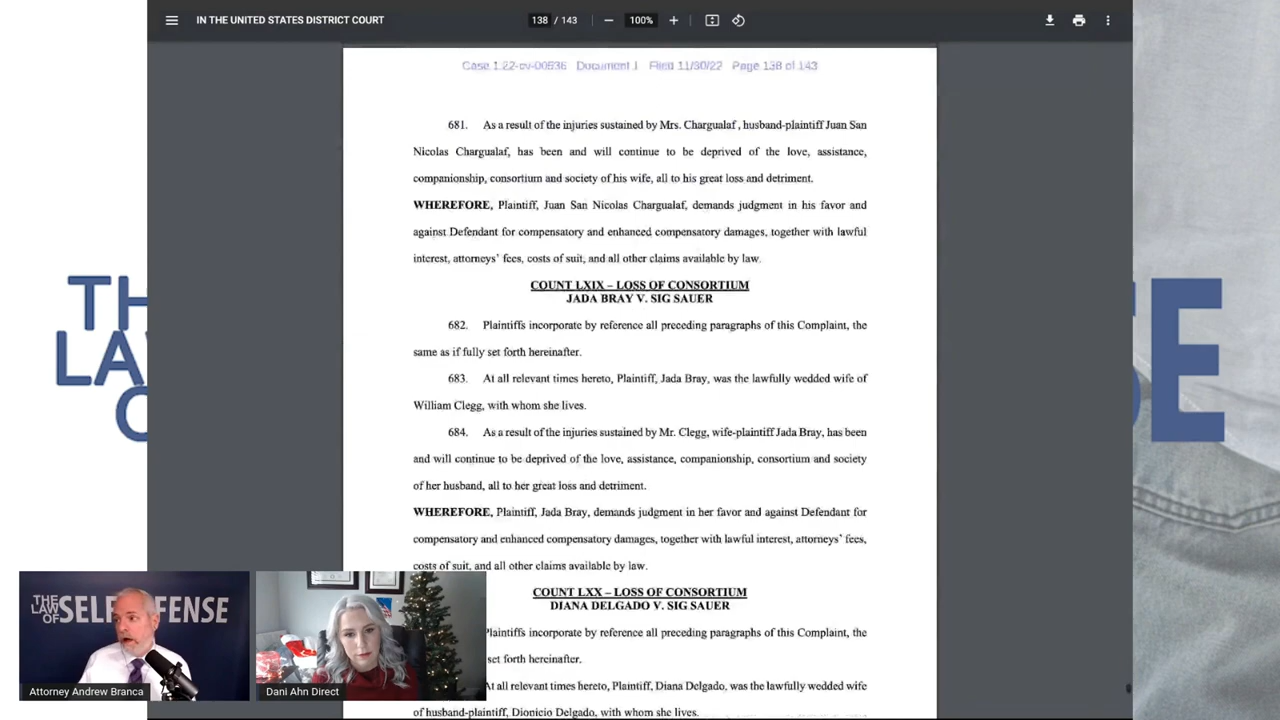 IN THE UNITED STATES DISTRICT COURT
138 / 143
100%
Case 1:22-cv-00536 Document 1 Filed 11/30/22 Page 138 of 143
681. As a result of the injuries sustained by Mrs. Chargualaf , husband-plaintiff Juan San
Nicolas Chargualaf, has been and will continue to be deprived of the love, assistance,
companionship, consortium and society of his wife, all to his great loss and detriment.
WHEREFORE, Plaintiff, Juan San Nicolas Chargualaf, demands judgment in his favor and
against Defendant for compensatory and enhanced compensatory damages, together with lawful
interest, attorneys' fees, costs of suit, and all other claims available by law.
COUNT LXIX – LOSS OF CONSORTIUM
JADA BRAY V. SIG SAUER
682. Plaintiffs incorporate by reference all preceding paragraphs of this Complaint, the
same as if fully set forth hereinafter.
683. At all relevant times hereto, Plaintiff, Jada Bray, was the lawfully wedded wife of
William Clegg, with whom she lives.
684. As a result of the injuries sustained by Mr. Clegg, wife-plaintiff Jada Bray, has been
and will continue to be deprived of the love, assistance, companionship, consortium and society
of her husband, all to her great loss and detriment.
WHEREFORE, Plaintiff, Jada Bray, demands judgment in her favor and against Defendant for
compensatory and enhanced compensatory damages, together with lawful interest, attorneys' fees,
costs of suit, and all other claims available by law.
COUNT LXX – LOSS OF CONSORTIUM
DIANA DELGADO V. SIG SAUER
Plaintiffs incorporate by reference all preceding paragraphs of this Complaint, the
set forth hereinafter.
At all relevant times hereto, Plaintiff, Diana Delgado, was the lawfully wedded wife
of husband-plaintiff, Dionicio Delgado, with whom she lives.
THE LAW OF SELF DEFENSE
Attorney Andrew Branca
Dani Ahn Direct